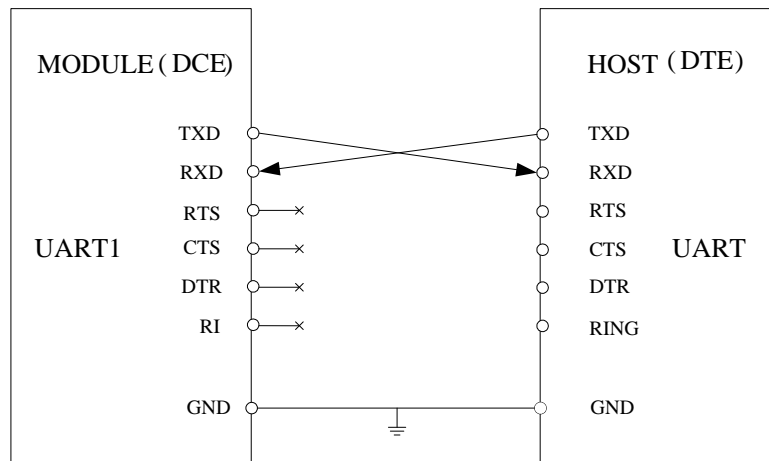 MODULE (DCE)
HOST (DTE)
TXD
TXD
RXD
RXD
RTS
RTS
UART1
CTS
CTS
UART
DTR
DTR
RI
RING
GND
GND